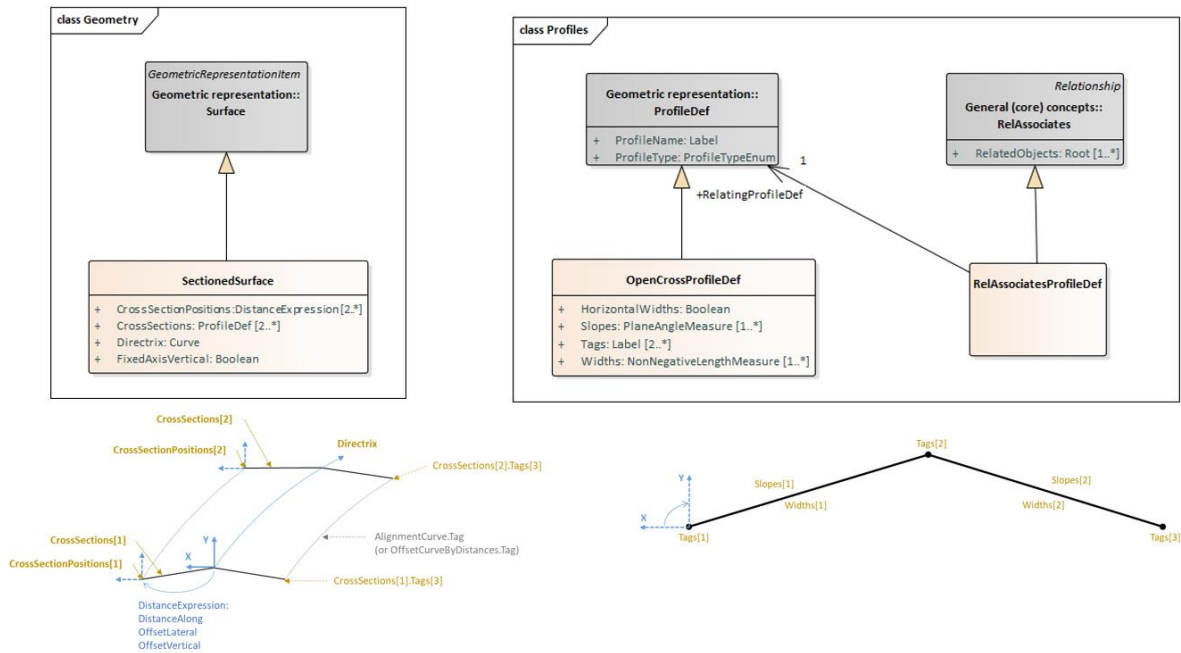 class Geometry
GeometricRepresentationItem
Geometric representation::
Surface
SectionedSurface
+ CrossSectionPositions:DistanceExpression[2..*]
+ CrossSections: ProfileDef [2..*]
+ Directrix: Curve
+ FixedAxisVertical: Boolean
class Profiles
Geometric representation::
ProfileDef
+ ProfileName: Label
+ ProfileType: ProfileTypeEnum
Relationship
General (core) concepts::
RelAssociates
+ RelatedObjects: Root [1..*]
1
+RelatingProfileDef
OpenCrossProfileDef
+ HorizontalWidths: Boolean
+ Slopes: PlaneAngleMeasure [1..*]
+ Tags: Label [2..*]
+ Widths: NonNegativeLengthMeasure [1..*]
RelAssociatesProfileDef
CrossSections[2]
CrossSectionPositions[2]
Directrix
CrossSections[2].Tags[3]
CrossSections[1]
CrossSectionPositions[1]
Y
X
AlignmentCurve.Tag
(or OffsetCurveByDistances.Tag)
CrossSections[1].Tags[3]
DistanceExpression:
DistanceAlong
OffsetLateral
OffsetVertical
Tags[2]
Y
Slopes[1]
Slopes[2]
Widths[1]
Widths[2]
X
Tags[1]
Tags[3]